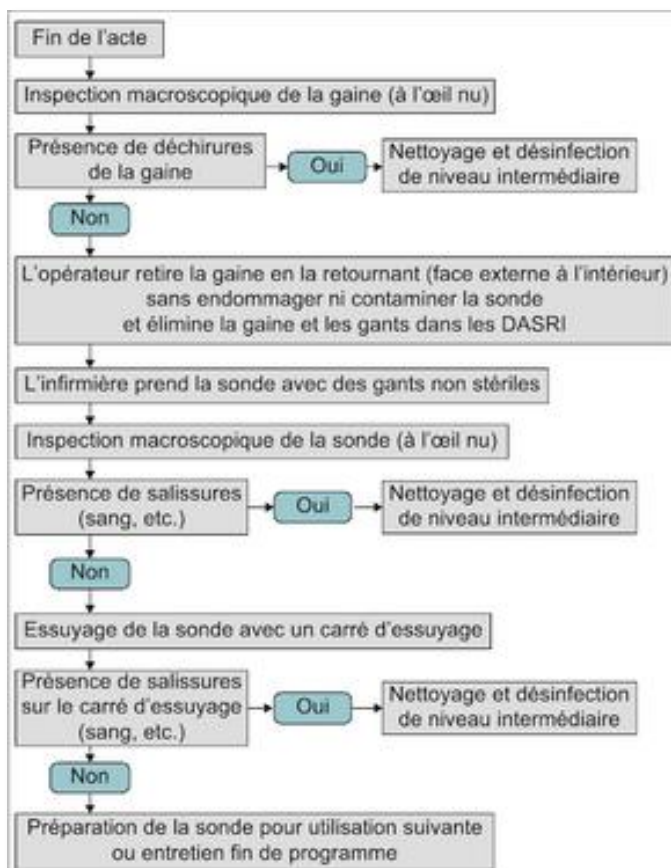 Fin de l'acte
Inspection macroscopique de la gaine (à l'œil nu)
Présence de déchirures
de la gaine
Oui
Nettoyage et désinfection
de niveau intermédiaire
Non
L'opérateur retire la gaine en la retournant (face externe à l'intérieur)
sans endommager ni contaminer la sonde
et élimine la gaine et les gants dans les DASRI
L'infirmière prend la sonde avec des gants non stériles
Inspection macroscopique de la sonde (à l'œil nu)
Présence de salissures
(sang, etc.)
Oui
Nettoyage et désinfection
de niveau intermédiaire
Non
Essuyage de la sonde avec un carré d'essuyage
Présence de salissures
sur le carré d'essuyage
(sang, etc.)
Oui
Nettoyage et désinfection
de niveau intermédiaire
Non
Préparation de la sonde pour utilisation suivante
ou entretien fin de programme